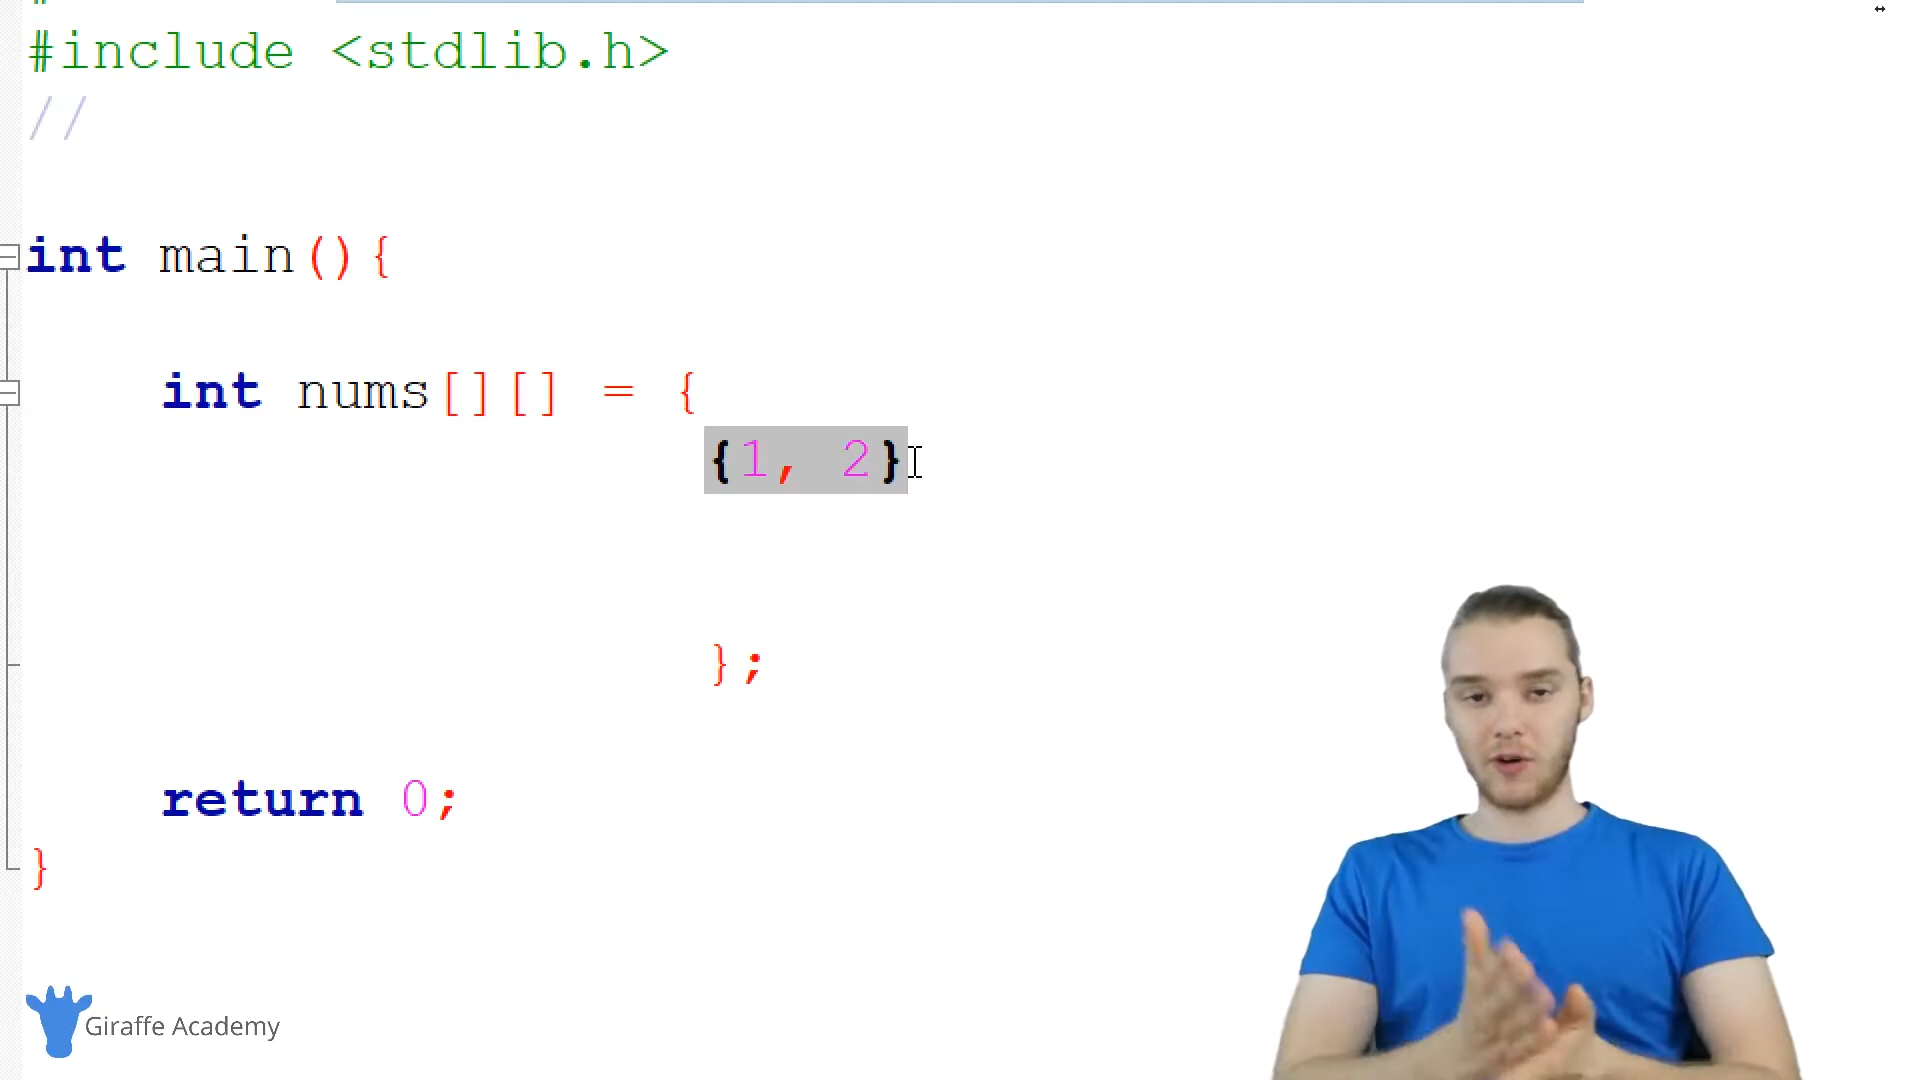 #include <stdlib.h>
//
int main(){
int nums[][] = {
{1, 2}
};
return 0;
}
Giraffe Academy